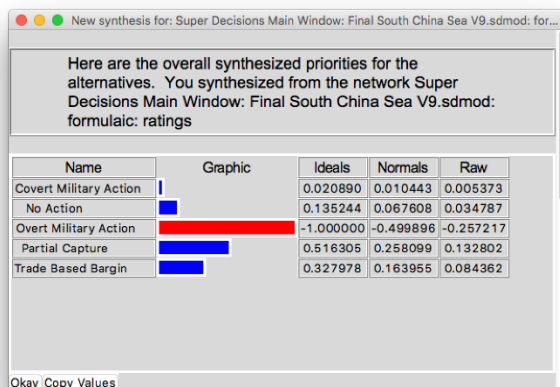 New synthesis for: Super Decisions Main Window: Final South China Sea V9.sdmod: for...
Here are the overall synthesized priorities for the
alternatives. You synthesized from the network Super
Decisions Main Window: Final South China Sea V9.sdmod:
formulaic: ratings
Name Graphic Ideals Normals Raw
Covert Military Action 0.020890 0.010443 0.005373
No Action 0.135244 0.067608 0.034787
Overt Military Action -1.000000 -0.499896 -0.257217
Partial Capture 0.516305 0.258099 0.132802
Trade Based Bargin 0.327978 0.163955 0.084362
Okay Copy Values